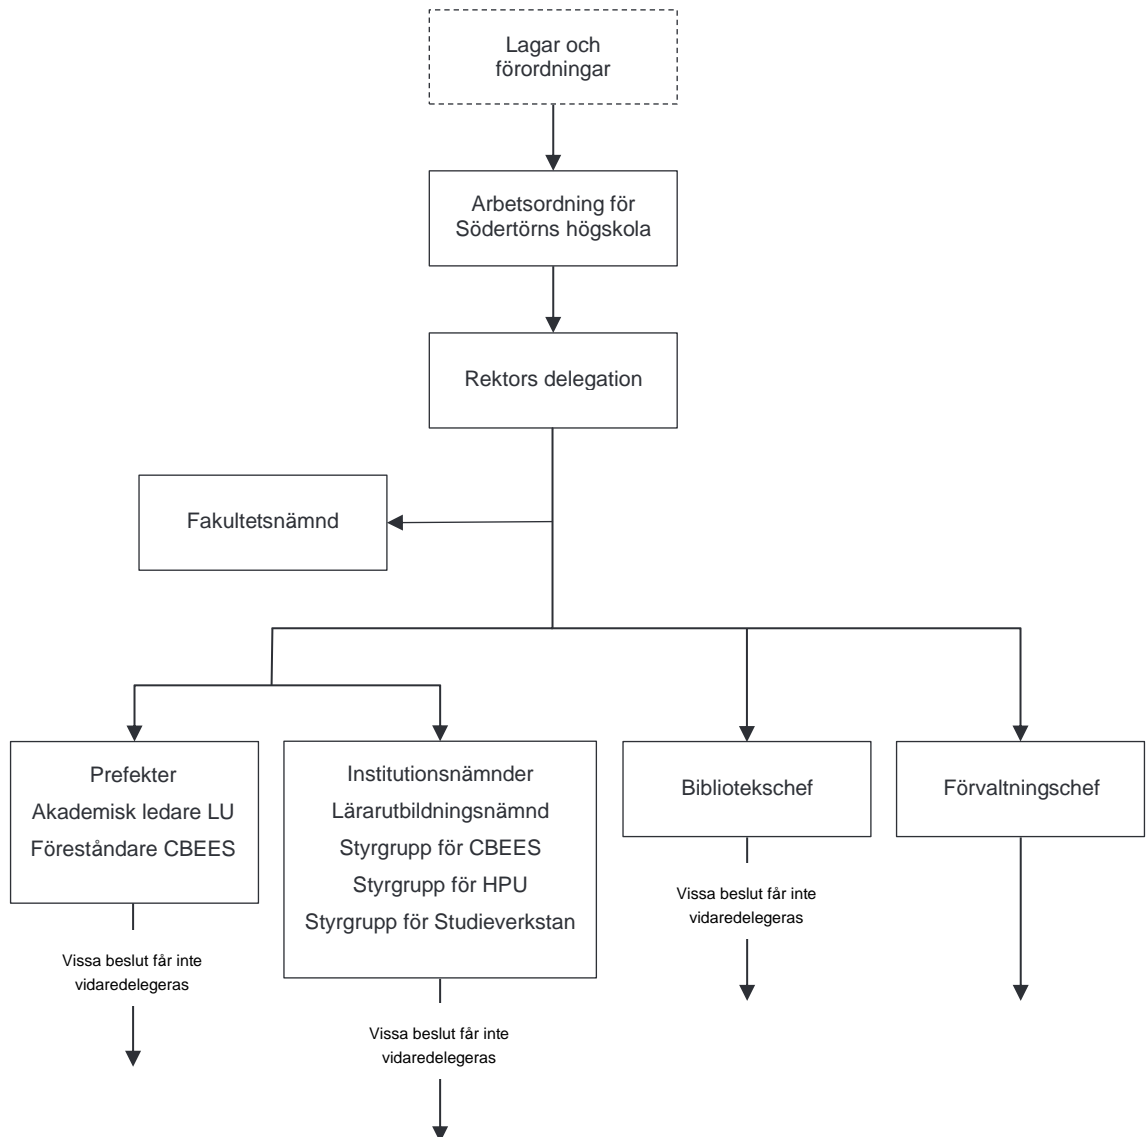 Lagar och
förordningar
Arbetsordning för
Södertörns högskola
Rektors delegation
Fakultetsnämnd
Prefekter
Akademisk ledare LU
Föreståndare CBEES
Institutionsnämnder
Lärarutbildningsnämnd
Styrgrupp för CBEES
Styrgrupp för HPU
Styrgrupp för Studieverkstan
Bibliotekschef
Förvaltningschef
Vissa beslut får inte
vidaredelegeras
Vissa beslut får inte
vidaredelegeras
Vissa beslut får inte
vidaredelegeras